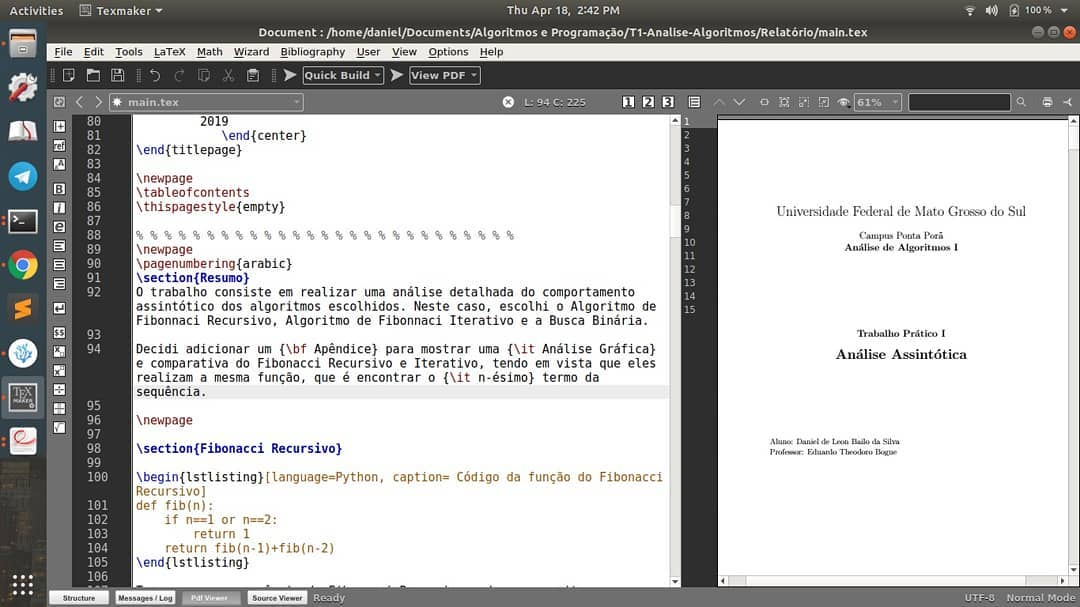 Activities Texmaker Thu Apr 18, 2:42 PM 100 %
Document : /home/daniel/Documents/Algoritmos e Programação/T1-Analise-Algoritmos/Relatório/main.tex
File Edit Tools LaTeX Math Wizard Bibliography User View Options Help
Quick Build View PDF
main.tex L: 94 C: 225 1 2 3 61%
80 2019
81 \end{center}
82 \end{titlepage}
83
84 \newpage
85 \tableofcontents
86 \thispagestyle{empty}
87
88 % % % % % % % % % % % % % % % % % % % % % % % % % % %
89 \newpage
90 \pagenumbering{arabic}
91 \section{Resumo}
92 O trabalho consiste em realizar uma análise detalhada do comportamento
assintótico dos algoritmos escolhidos. Neste caso, escolhi o Algoritmo de
Fibonnaci Recursivo, Algoritmo de Fibonnaci Iterativo e a Busca Binária.
93
94 Decidi adicionar um {\bf Apêndice} para mostrar uma {\it Análise Gráfica}
e comparativa do Fibonacci Recursivo e Iterativo, tendo em vista que eles
realizam a mesma função, que é encontrar o {\it n-ésimo} termo da
sequência.
95
96 \newpage
97
98 \section{Fibonacci Recursivo}
99
100 \begin{lstlisting}[language=Python, caption= Código da função do Fibonacci
Recursivo]
101 def fib(n):
102 if n==1 or n==2:
103 return 1
104 return fib(n-1)+fib(n-2)
105 \end{lstlisting}
106
1
2
3
4
5
6
7
8
9
10
11
12
13
14
15
Universidade Federal de Mato Grosso do Sul
Campus Ponta Porã
Análise de Algoritmos I
Trabalho Prático I
Análise Assintótica
Aluno: Daniel de Leon Bailo da Silva
Professor: Eduardo Theodoro Bogue
Structure Messages / Log Pdf Viewer Source Viewer Ready UTF-8 Normal Mode